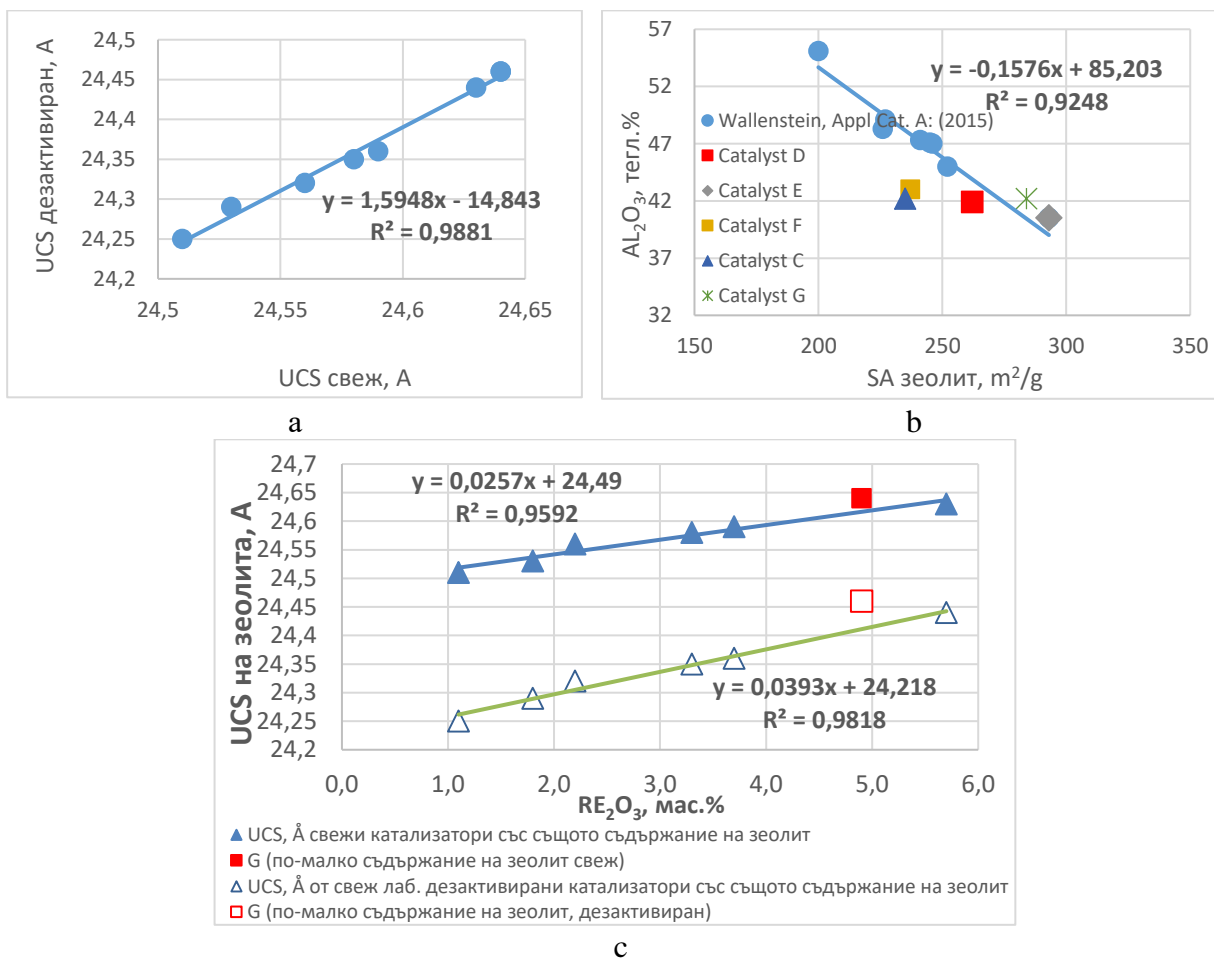 24,5
24,45
24,4
24,35
24,3
24,25
24,2
UCS дезактивиран, А
y = 1,5948x - 14,843
R² = 0,9881
24,5 24,55 24,6 24,65
UCS свеж, А
a
57
52
47
42
37
32
AL₂O₃, тегл.%
y = -0,1576x + 85,203
R² = 0,9248
Wallenstein, Appl Cat. A: (2015)
Catalyst D
Catalyst E
Catalyst F
Catalyst C
Catalyst G
150 200 250 300 350
SA зеолит, m²/g
b
24,7
24,65
24,6
24,55
24,5
24,45
24,4
24,35
24,3
24,25
24,2
UCS на зеолита, А
y = 0,0257x + 24,49
R² = 0,9592
y = 0,0393x + 24,218
R² = 0,9818
0,0 1,0 2,0 3,0 4,0 5,0 6,0
RE₂O₃, мас.%
UCS, Å свежи катализатори със същото съдържание на зеолит
G (по-малко съдържание на зеолит свеж)
UCS, Å от свеж лаб. дезактивирани катализатори със същото съдържание на зеолит
G (по-малко съдържание на зеолит, дезактивиран)
c